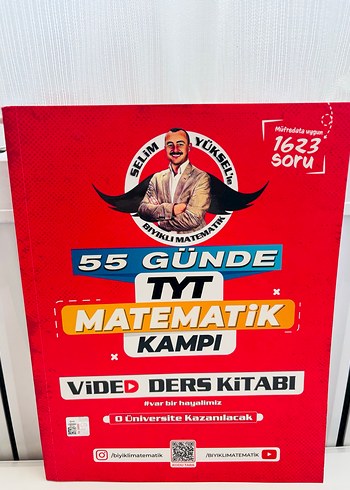 Müfredata uygun
1623
soru
SELİM YÜKSEL'le
BIYIKLI MATEMATİK
55 GÜNDE
TYT
MATEMATİK
KAMPI
VİDEO DERS KİTABI
#var bir hayalimiz
O Üniversite Kazanılacak
/biyiklimatematik
/BIYIKLIMATEMATİK